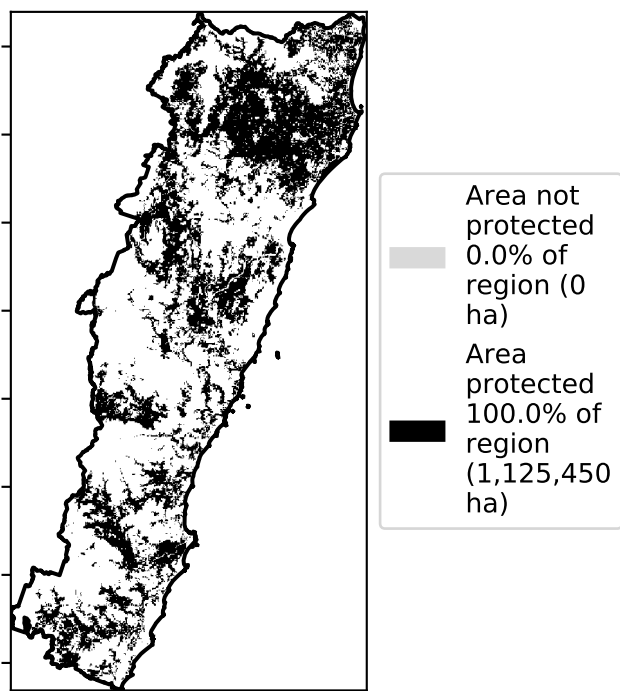 Area not
protected
0.0% of
region (0
ha)
Area
protected
100.0% of
region
(1,125,450
ha)